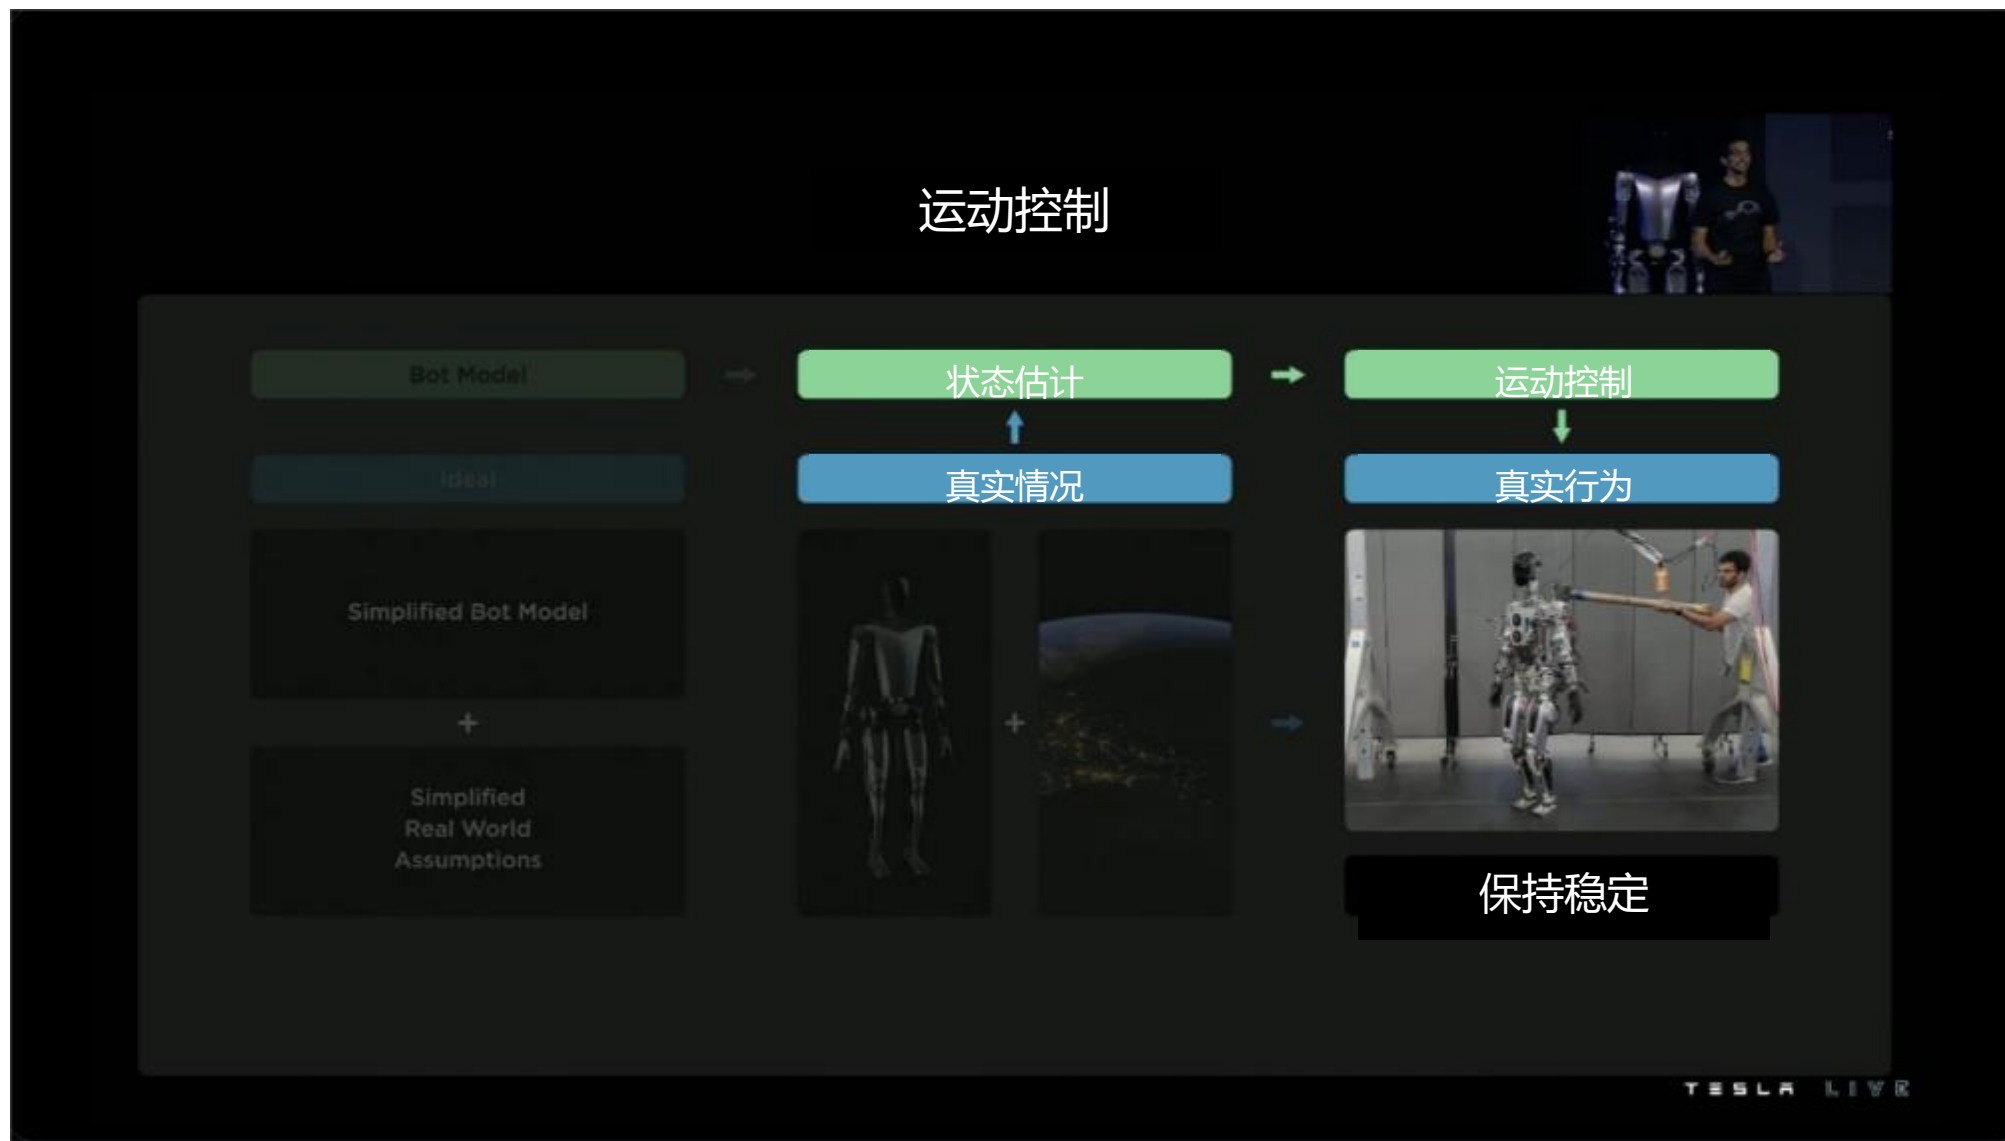 运动控制
Bot Model
状态估计
运动控制
Ideal
真实情况
真实行为
Simplified Bot Model
+
+
Simplified
Real World
Assumptions
保持稳定
TESLA LIVE